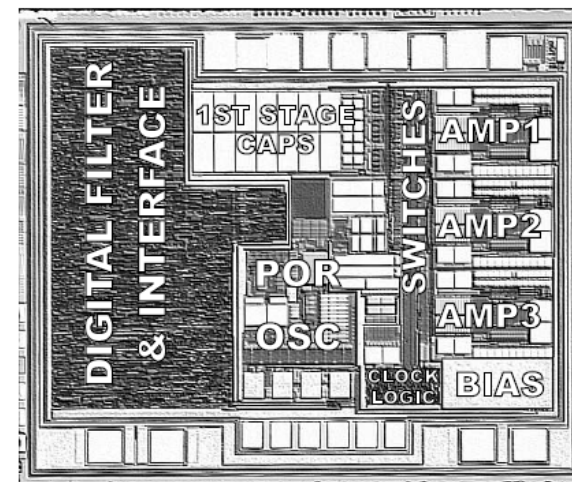 DIGITAL FILTER
& INTERFACE
1ST STAGE
CAPS
SWITCHES
AMP1
AMP2
AMP3
POR
OSC
CLOCK
LOGIC
BIAS